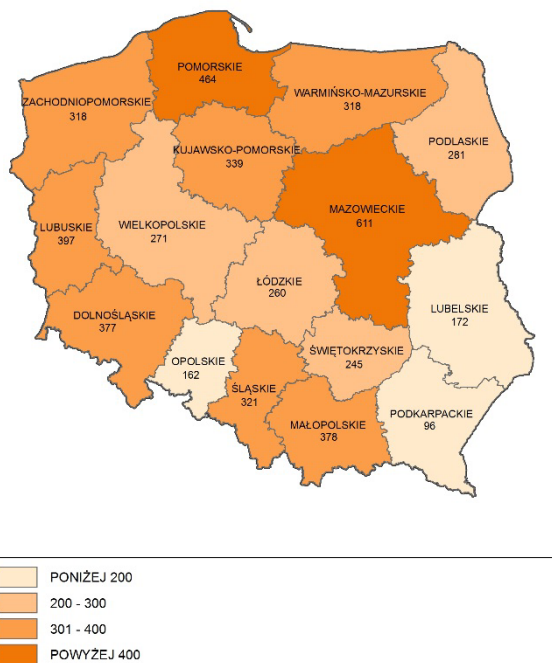 POMORSKIE
464
WARMIŃSKO-MAZURSKIE
318
ZACHODNIOPOMORSKIE
318
PODLASKIE
281
KUJAWSKO-POMORSKIE
339
MAZOWIECKIE
611
WIELKOPOLSKIE
271
LUBUSKIE
397
ŁÓDZKIE
260
LUBELSKIE
172
DOLNOŚLĄSKIE
377
ŚWIĘTOKRZYSKIE
245
OPOLSKIE
162
ŚLĄSKIE
321
PODKARPACKIE
96
MAŁOPOLSKIE
378
PONIŻEJ 200
200 - 300
301 - 400
POWYŻEJ 400